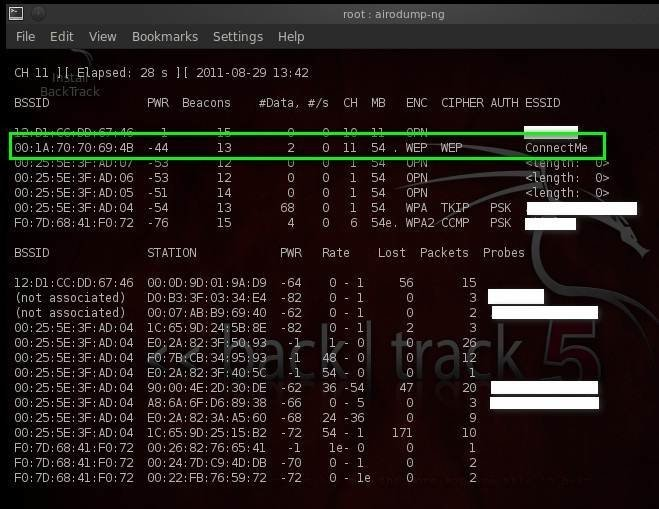 root : airodump-ng
File Edit View Bookmarks Settings Help
CH 11 ][ Elapsed: 28 s ][ 2011-08-29 13:42
Install
BackTrack
BSSID PWR Beacons #Data, #/s CH MB ENC CIPHER AUTH ESSID
12:D1:CC:DD:67:46 -1 15 0 0 10 11 OPN
00:1A:70:70:69:4B -44 13 2 0 11 54 . WEP WEP ConnectMe
00:25:5E:3F:AD:07 -53 12 0 0 1 54 OPN <length: 0>
00:25:5E:3F:AD:06 -53 12 0 0 1 54 OPN <length: 0>
00:25:5E:3F:AD:05 -51 14 0 0 1 54 OPN <length: 0>
00:25:5E:3F:AD:04 -54 13 68 0 1 54 WPA TKIP PSK
F0:7D:68:41:F0:72 -76 15 4 0 6 54e. WPA2 CCMP PSK
BSSID STATION PWR Rate Lost Packets Probes
12:D1:CC:DD:67:46 00:0D:9D:01:9A:D9 -64 0 - 1 56 15
(not associated) D0:B3:3F:03:34:E4 -82 0 - 1 0 3
(not associated) 00:07:AB:B9:69:40 -62 0 - 1 0 2
00:25:5E:3F:AD:04 1C:65:9D:24:5B:8E -82 0 - 1 2 3
00:25:5E:3F:AD:04 E0:2A:82:3F:B3:93 -1 1 - 0 0 26
00:25:5E:3F:AD:04 F0:7B:CB:34:95:93 -1 48 - 0 0 12
00:25:5E:3F:AD:04 E0:2A:82:3F:40:5C -1 54 - 0 0 1
00:25:5E:3F:AD:04 90:00:4E:2D:30:DE -62 36 -54 47 20
00:25:5E:3F:AD:04 A8:6A:6F:D6:89:38 -66 0 - 5 0 3
00:25:5E:3F:AD:04 E0:2A:82:3A:A5:60 -68 24 -36 0 9
00:25:5E:3F:AD:04 1C:65:9D:25:15:B2 -72 54 - 1 171 10
F0:7D:68:41:F0:72 00:26:82:76:65:41 -1 1e- 0 0 1
F0:7D:68:41:F0:72 00:24:7D:C9:4D:DB -70 0 - 1 0 2
F0:7D:68:41:F0:72 00:22:FB:76:59:72 -72 0 - 1e 0 2
<< back | track 5